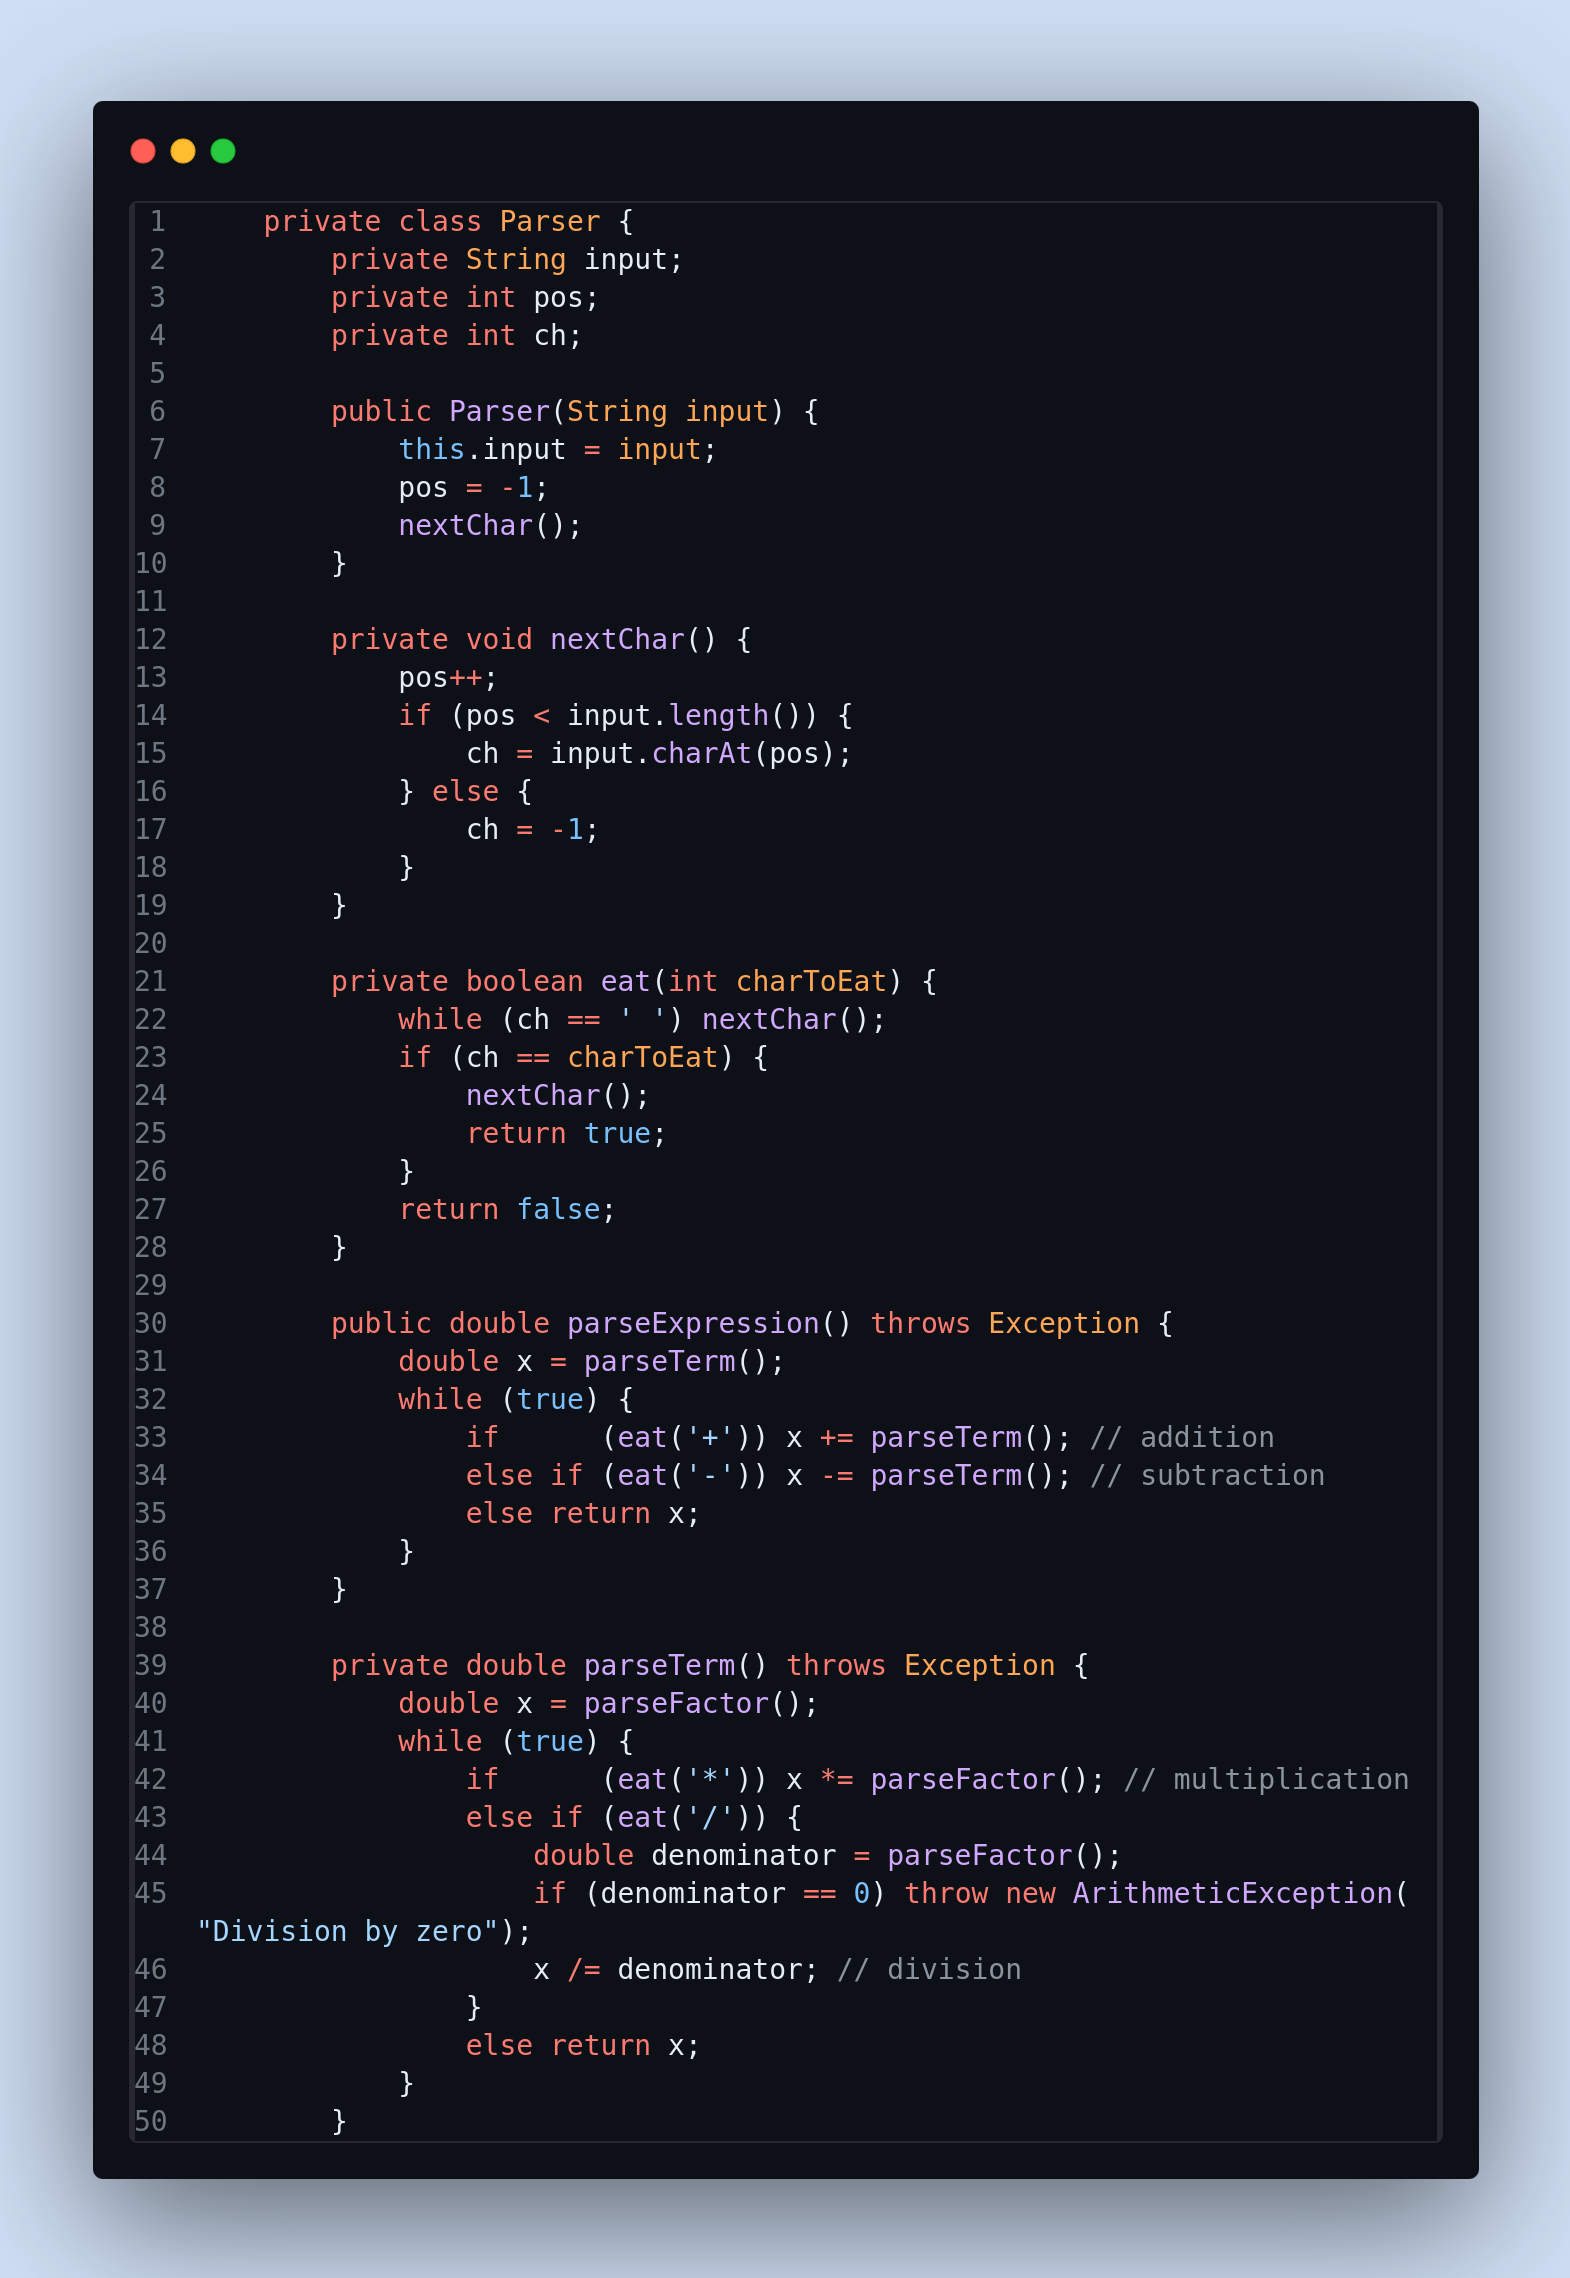 1     private class Parser {
2         private String input;
3         private int pos;
4         private int ch;
5
6         public Parser(String input) {
7             this.input = input;
8             pos = -1;
9             nextChar();
10         }
11
12         private void nextChar() {
13             pos++;
14             if (pos < input.length()) {
15                 ch = input.charAt(pos);
16             } else {
17                 ch = -1;
18             }
19         }
20
21         private boolean eat(int charToEat) {
22             while (ch == ' ') nextChar();
23             if (ch == charToEat) {
24                 nextChar();
25                 return true;
26             }
27             return false;
28         }
29
30         public double parseExpression() throws Exception {
31             double x = parseTerm();
32             while (true) {
33                 if      (eat('+')) x += parseTerm(); // addition
34                 else if (eat('-')) x -= parseTerm(); // subtraction
35                 else return x;
36             }
37         }
38
39         private double parseTerm() throws Exception {
40             double x = parseFactor();
41             while (true) {
42                 if      (eat('*')) x *= parseFactor(); // multiplication
43                 else if (eat('/')) {
44                     double denominator = parseFactor();
45                     if (denominator == 0) throw new ArithmeticException(
"Division by zero");
46                     x /= denominator; // division
47                 }
48                 else return x;
49             }
50         }